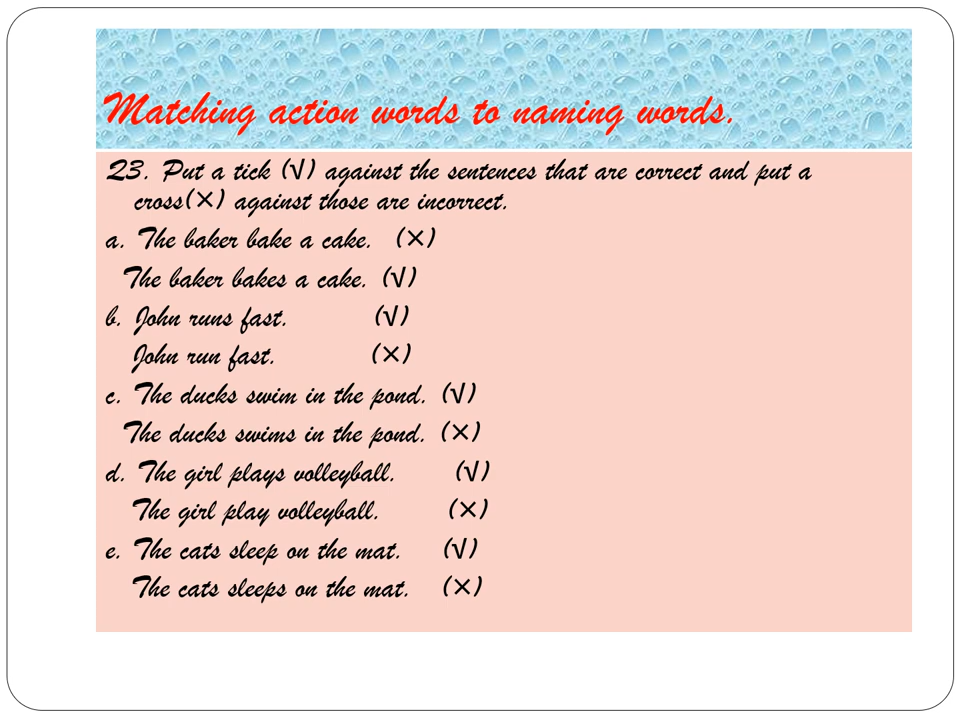 Matching action words to naming words.
Q3. Put a tick (√) against the sentences that are correct and put a
cross(×) against those are incorrect.
a. The baker bake a cake. (×)
The baker bakes a cake. (√)
b. John runs fast. (√)
John run fast. (×)
c. The ducks swim in the pond. (√)
The ducks swims in the pond. (×)
d. The girl plays volleyball. (√)
The girl play volleyball. (×)
e. The cats sleep on the mat. (√)
The cats sleeps on the mat. (×)